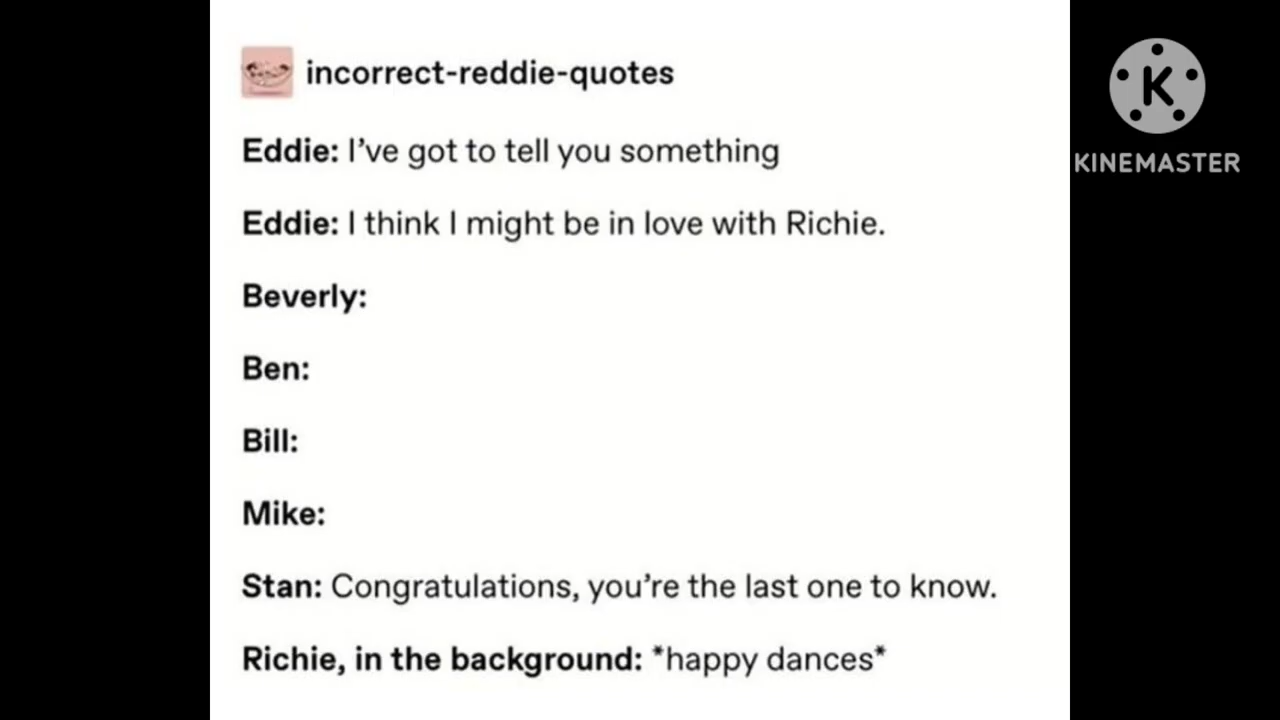 incorrect-reddie-quotes
Eddie: I’ve got to tell you something
Eddie: I think I might be in love with Richie.
Beverly:
Ben:
Bill:
Mike:
Stan: Congratulations, you’re the last one to know.
Richie, in the background: *happy dances*
K
KINEMASTER